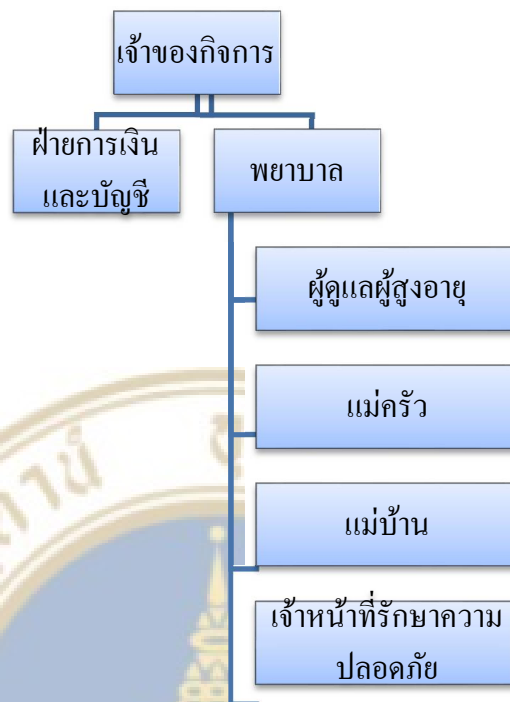 เจ้าของกิจการ
ฝ่ายการเงิน
และบัญชี
พยาบาล
ผู้ดูแลผู้สูงอายุ
แม่ครัว
แม่บ้าน
เจ้าหน้าที่รักษาความ
ปลอดภัย